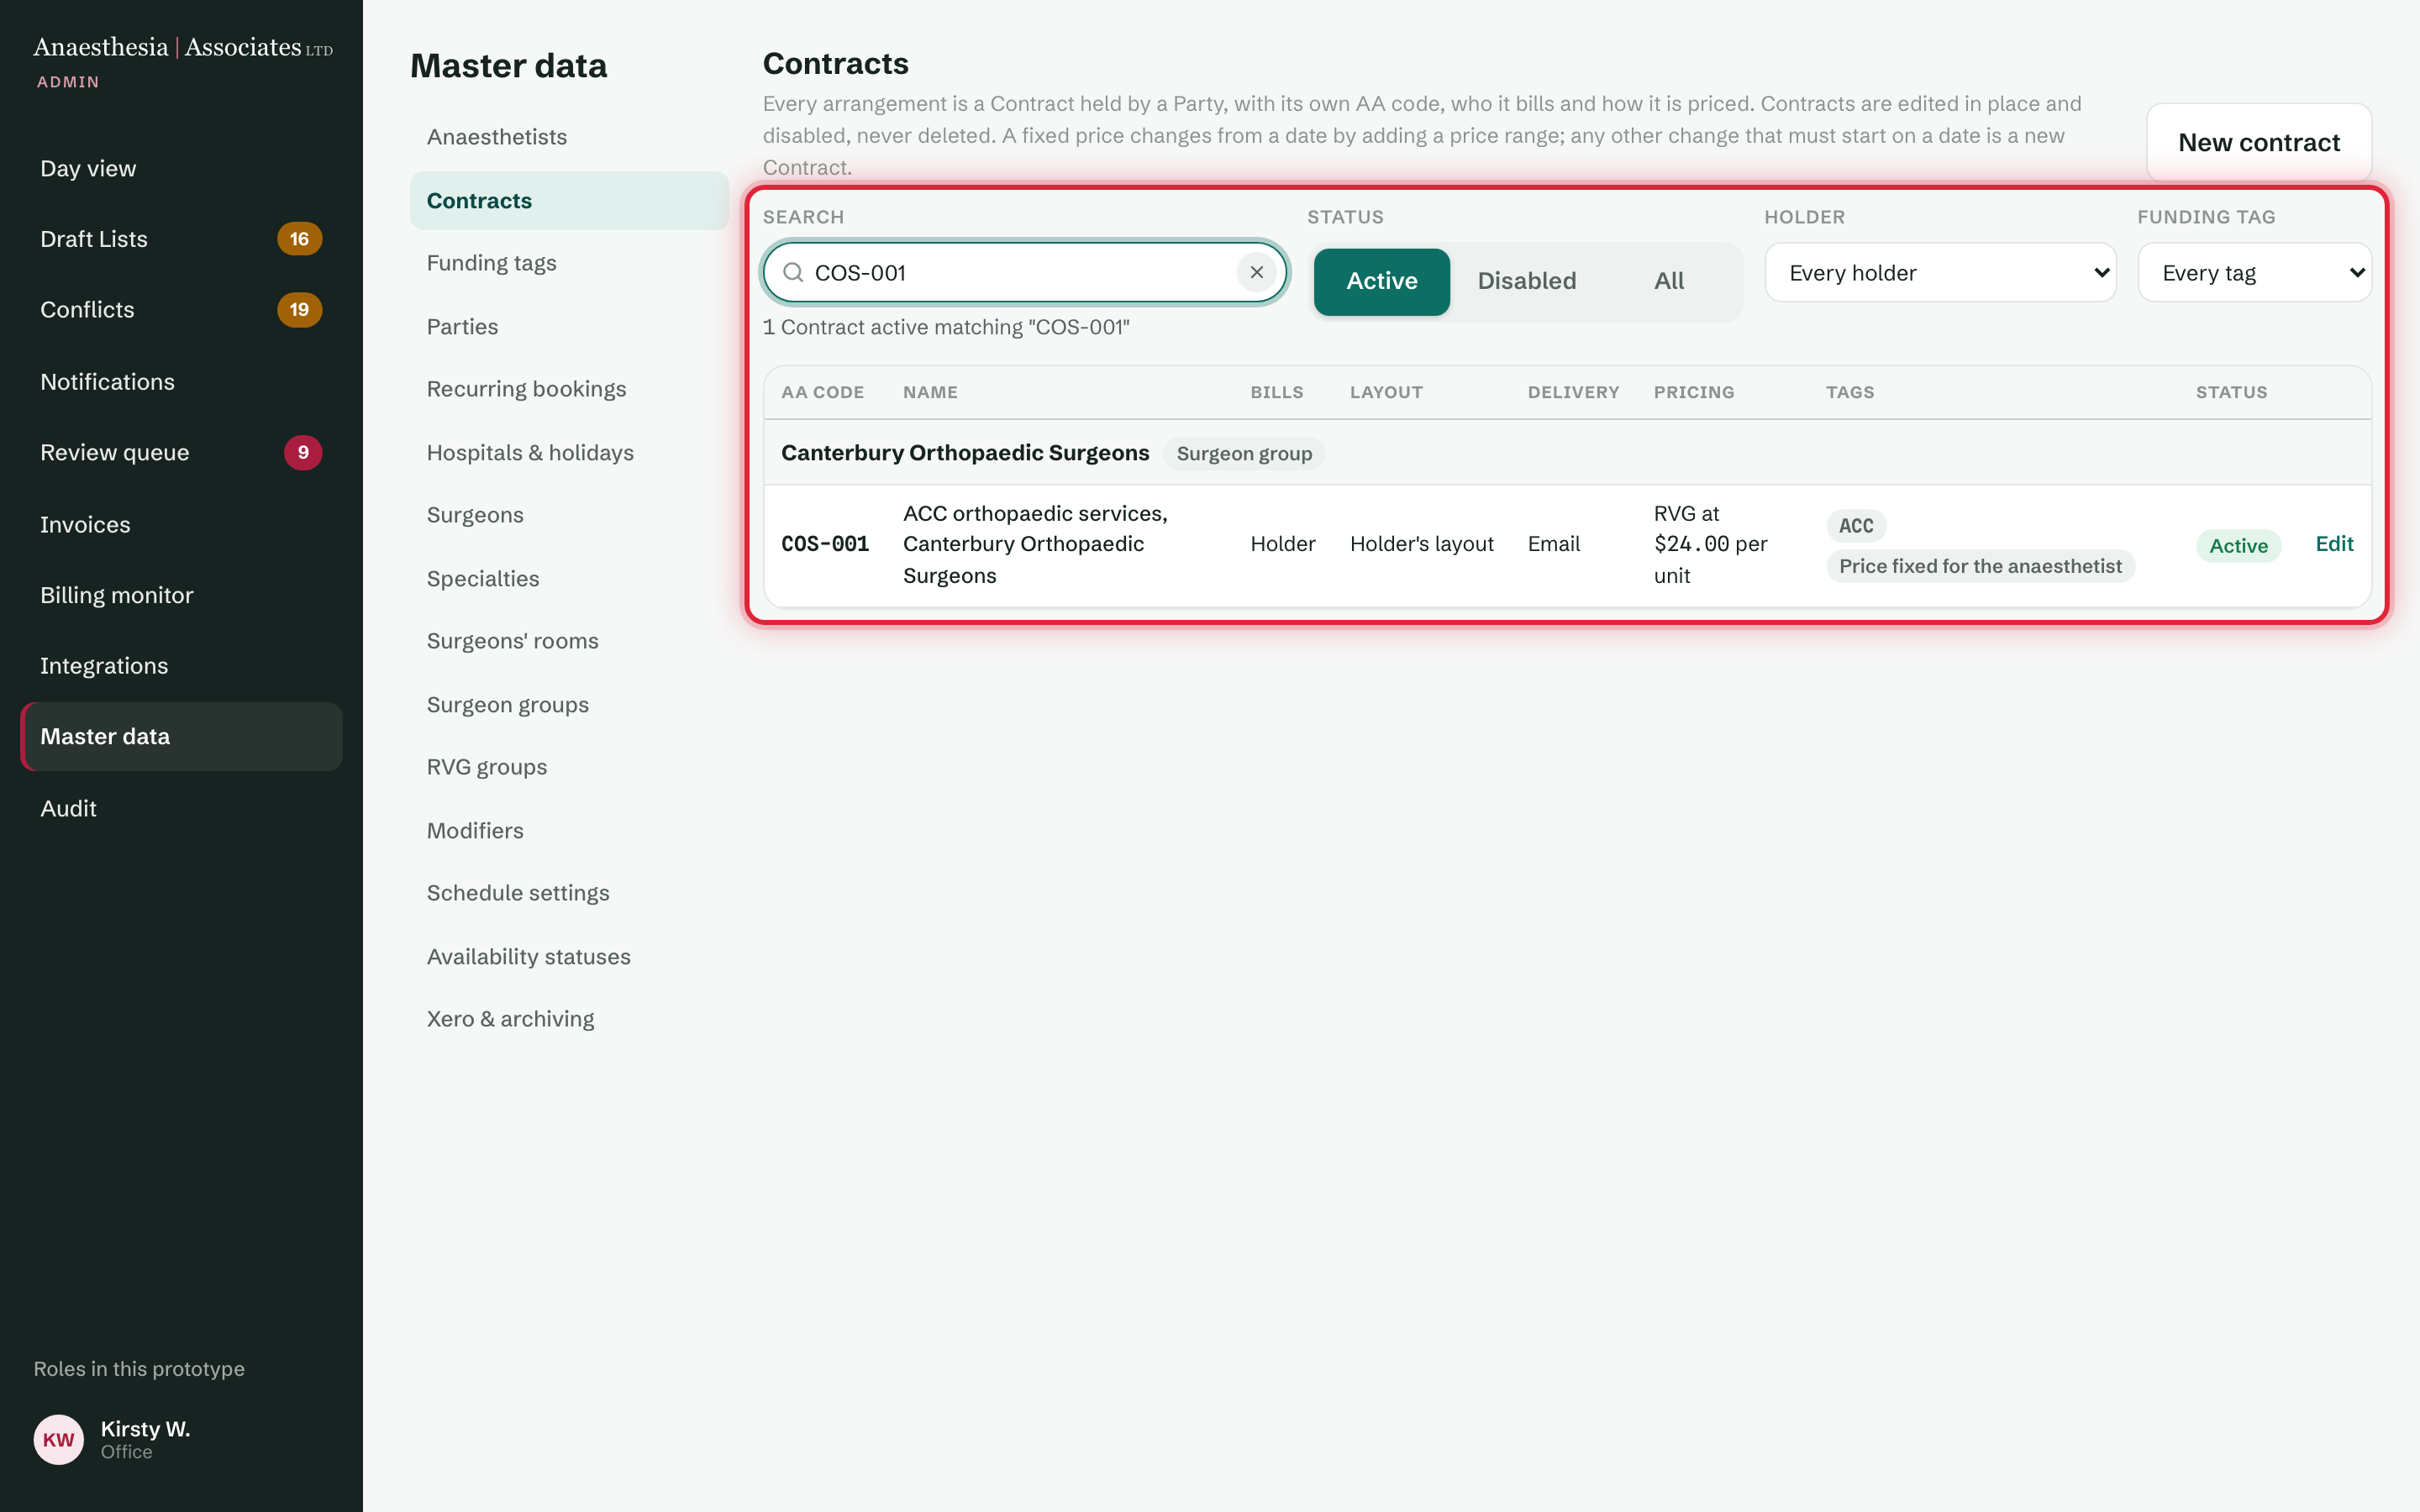 Anaesthesia | Associates LTD
ADMIN
Day view
Draft Lists 16
Conflicts 19
Notifications
Review queue 9
Invoices
Billing monitor
Integrations
Master data
Audit
Roles in this prototype
KW
Kirsty W.
Office
Master data
Anaesthetists
Contracts
Funding tags
Parties
Recurring bookings
Hospitals & holidays
Surgeons
Specialties
Surgeons' rooms
Surgeon groups
RVG groups
Modifiers
Schedule settings
Availability statuses
Xero & archiving
Contracts
Every arrangement is a Contract held by a Party, with its own AA code, who it bills and how it is priced. Contracts are edited in place and
disabled, never deleted. A fixed price changes from a date by adding a price range; any other change that must start on a date is a new
Contract.
New contract
SEARCH STATUS HOLDER FUNDING TAG
COS-001 Active Disabled All Every holder Every tag
1 Contract active matching "COS-001"
AA CODE NAME BILLS LAYOUT DELIVERY PRICING TAGS STATUS
Canterbury Orthopaedic Surgeons Surgeon group
COS-001
ACC orthopaedic services,
Canterbury Orthopaedic
Surgeons
Holder
Holder's layout
Email
RVG at
$24.00 per
unit
ACC
Price fixed for the anaesthetist
Active
Edit